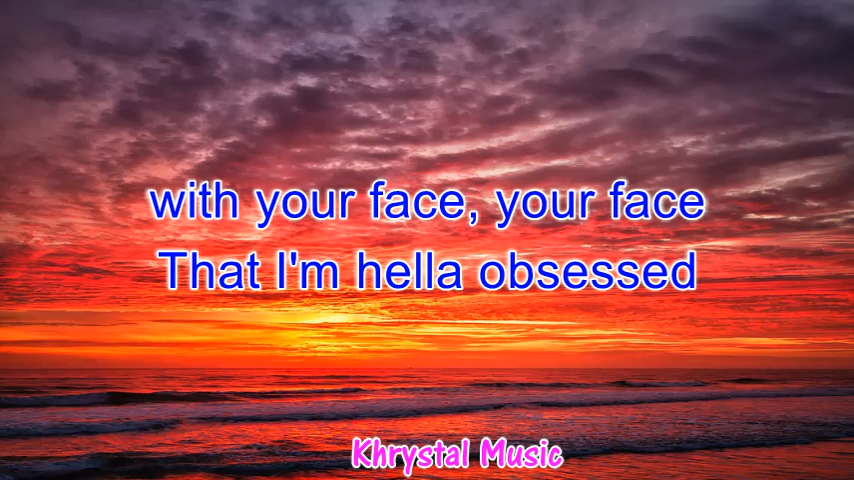 with your face, your face
That I'm hella obsessed
Khrystal Music